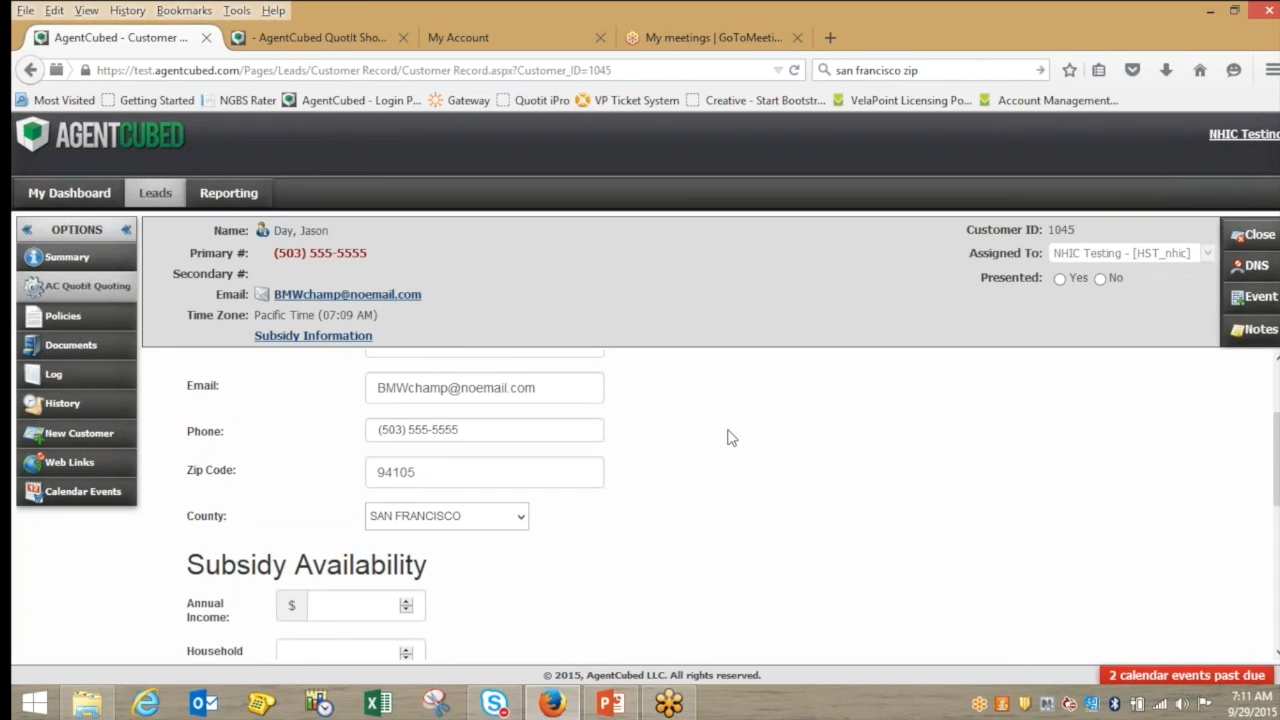 File Edit View History Bookmarks Tools Help
AgentCubed - Customer ... - AgentCubed QuotIt Sho... My Account My meetings | GoToMeeti...
https://test.agentcubed.com/Pages/Leads/Customer Record/Customer Record.aspx?Customer_ID=1045 san francisco zip
Most Visited Getting Started NGBS Rater AgentCubed - Login P... Gateway Quotit iPro VP Ticket System Creative - Start Bootstr... VelaPoint Licensing Po... Account Management...
AGENTCUBED
NHIC Testing
My Dashboard Leads Reporting
OPTIONS
Summary
AC Quotit Quoting
Policies
Documents
Log
History
New Customer
Web Links
Calendar Events
Name: Day, Jason
Primary #: (503) 555-5555
Secondary #:
Email: BMWchamp@noemail.com
Time Zone: Pacific Time (07:09 AM)
Subsidy Information
Customer ID: 1045
Assigned To: NHIC Testing - [HST_nhic]
Presented: Yes No
Close
DNS
Event
Notes
Email: BMWchamp@noemail.com
Phone: (503) 555-5555
Zip Code: 94105
County: SAN FRANCISCO
Subsidy Availability
Annual
Income: $
Household
© 2015, AgentCubed LLC. All rights reserved.
2 calendar events past due
7:11 AM
9/29/2015